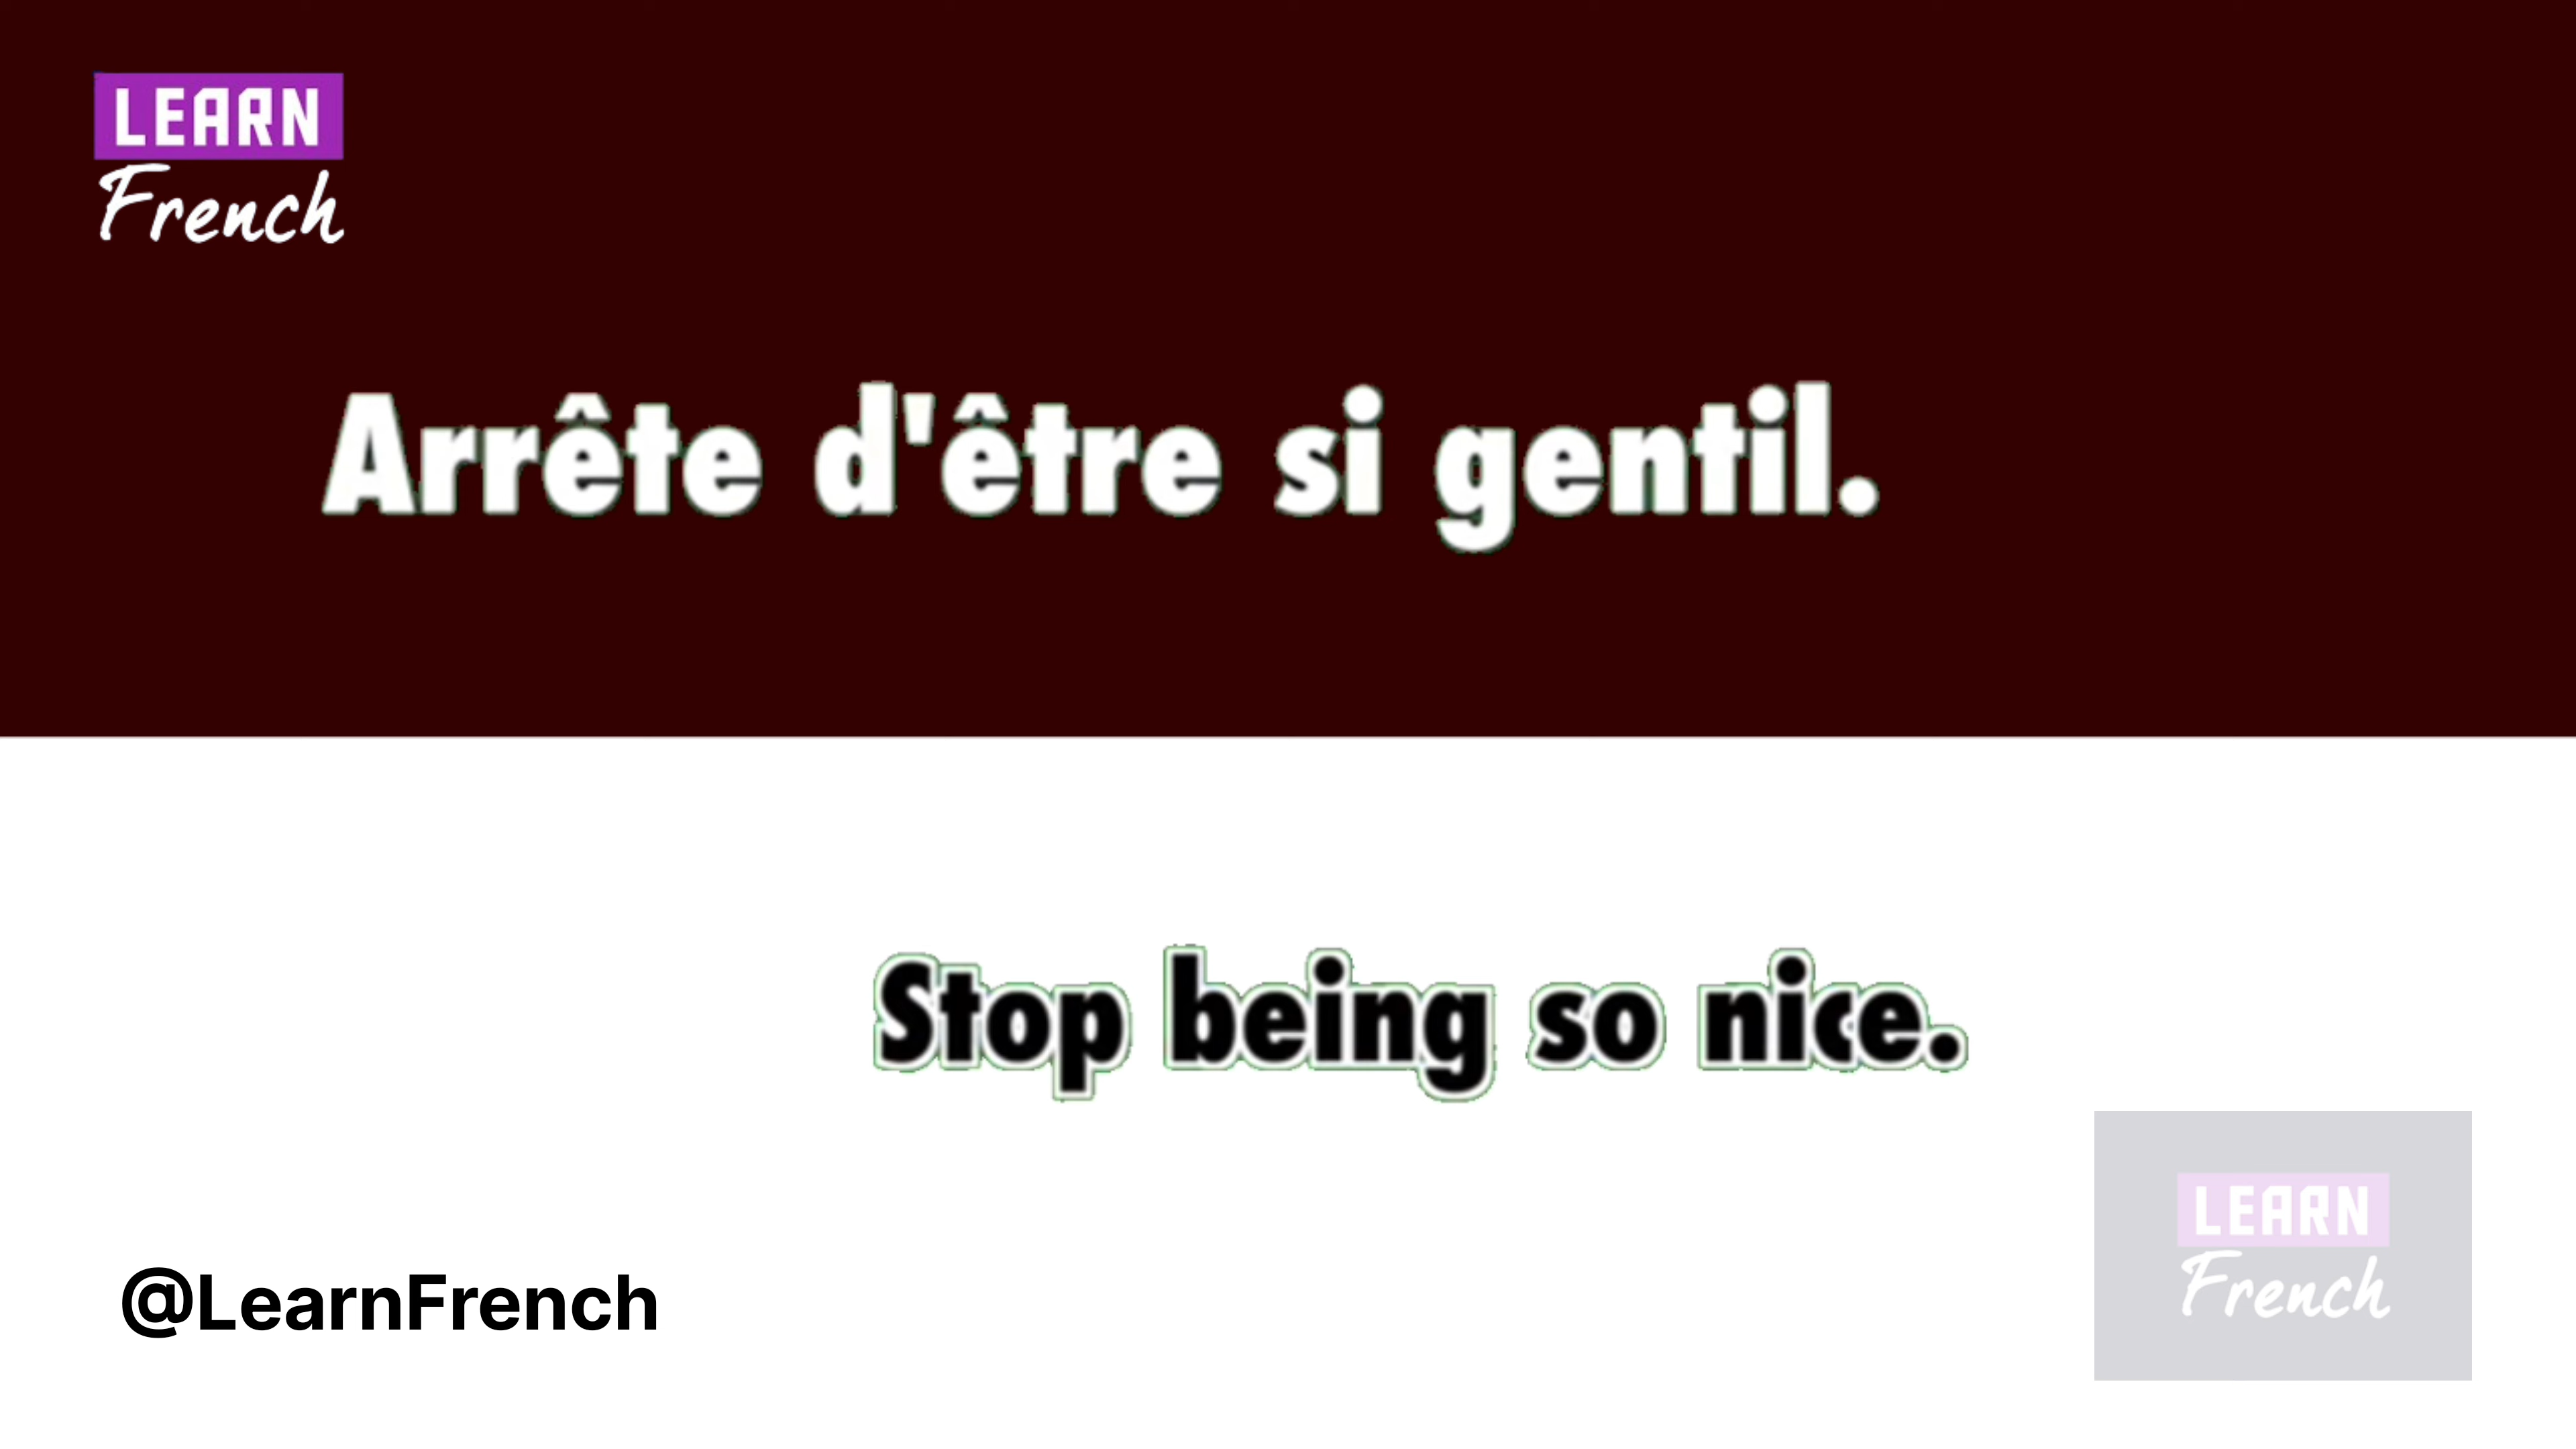 LEARN
French
Arrête d'être si gentil.
Stop being so nice.
LEARN
French
@LearnFrench